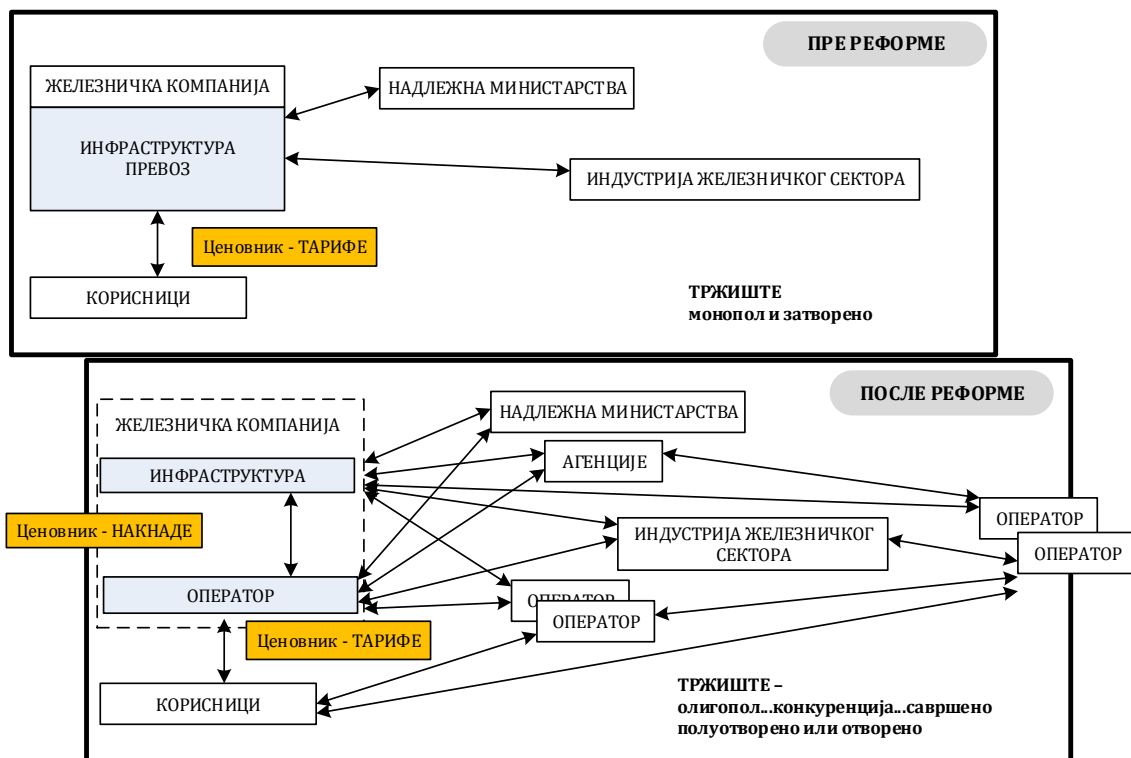 ПРЕ РЕФОРМЕ
ЖЕЛЕЗНИЧКА КОМПАНИЈА
НАДЛЕЖНА МИНИСТАРСТВА
ИНФРАСТРУКТУРА
ПРЕВОЗ
ИНДУСТРИЈА ЖЕЛЕЗНИЧКОГ СЕКТОРА
Ценовник - ТАРИФЕ
КОРИСНИЦИ
ТРЖИШТЕ
монопол и затворено
ПОСЛЕ РЕФОРМЕ
ЖЕЛЕЗНИЧКА КОМПАНИЈА
НАДЛЕЖНА МИНИСТАРСТВА
ИНФРАСТРУКТУРА
АГЕНЦИЈЕ
ОПЕРАТОР
Ценовник - НАКНАДЕ
ИНДУСТРИЈА ЖЕЛЕЗНИЧКОГ
СЕКТОРА
ОПЕРАТОР
ОПЕРАТОР
ОПЕРАТОР
ОПЕРАТОР
Ценовник - ТАРИФЕ
КОРИСНИЦИ
ТРЖИШТЕ –
олигопол...конкуренција...савршено
полуотворено или отворено